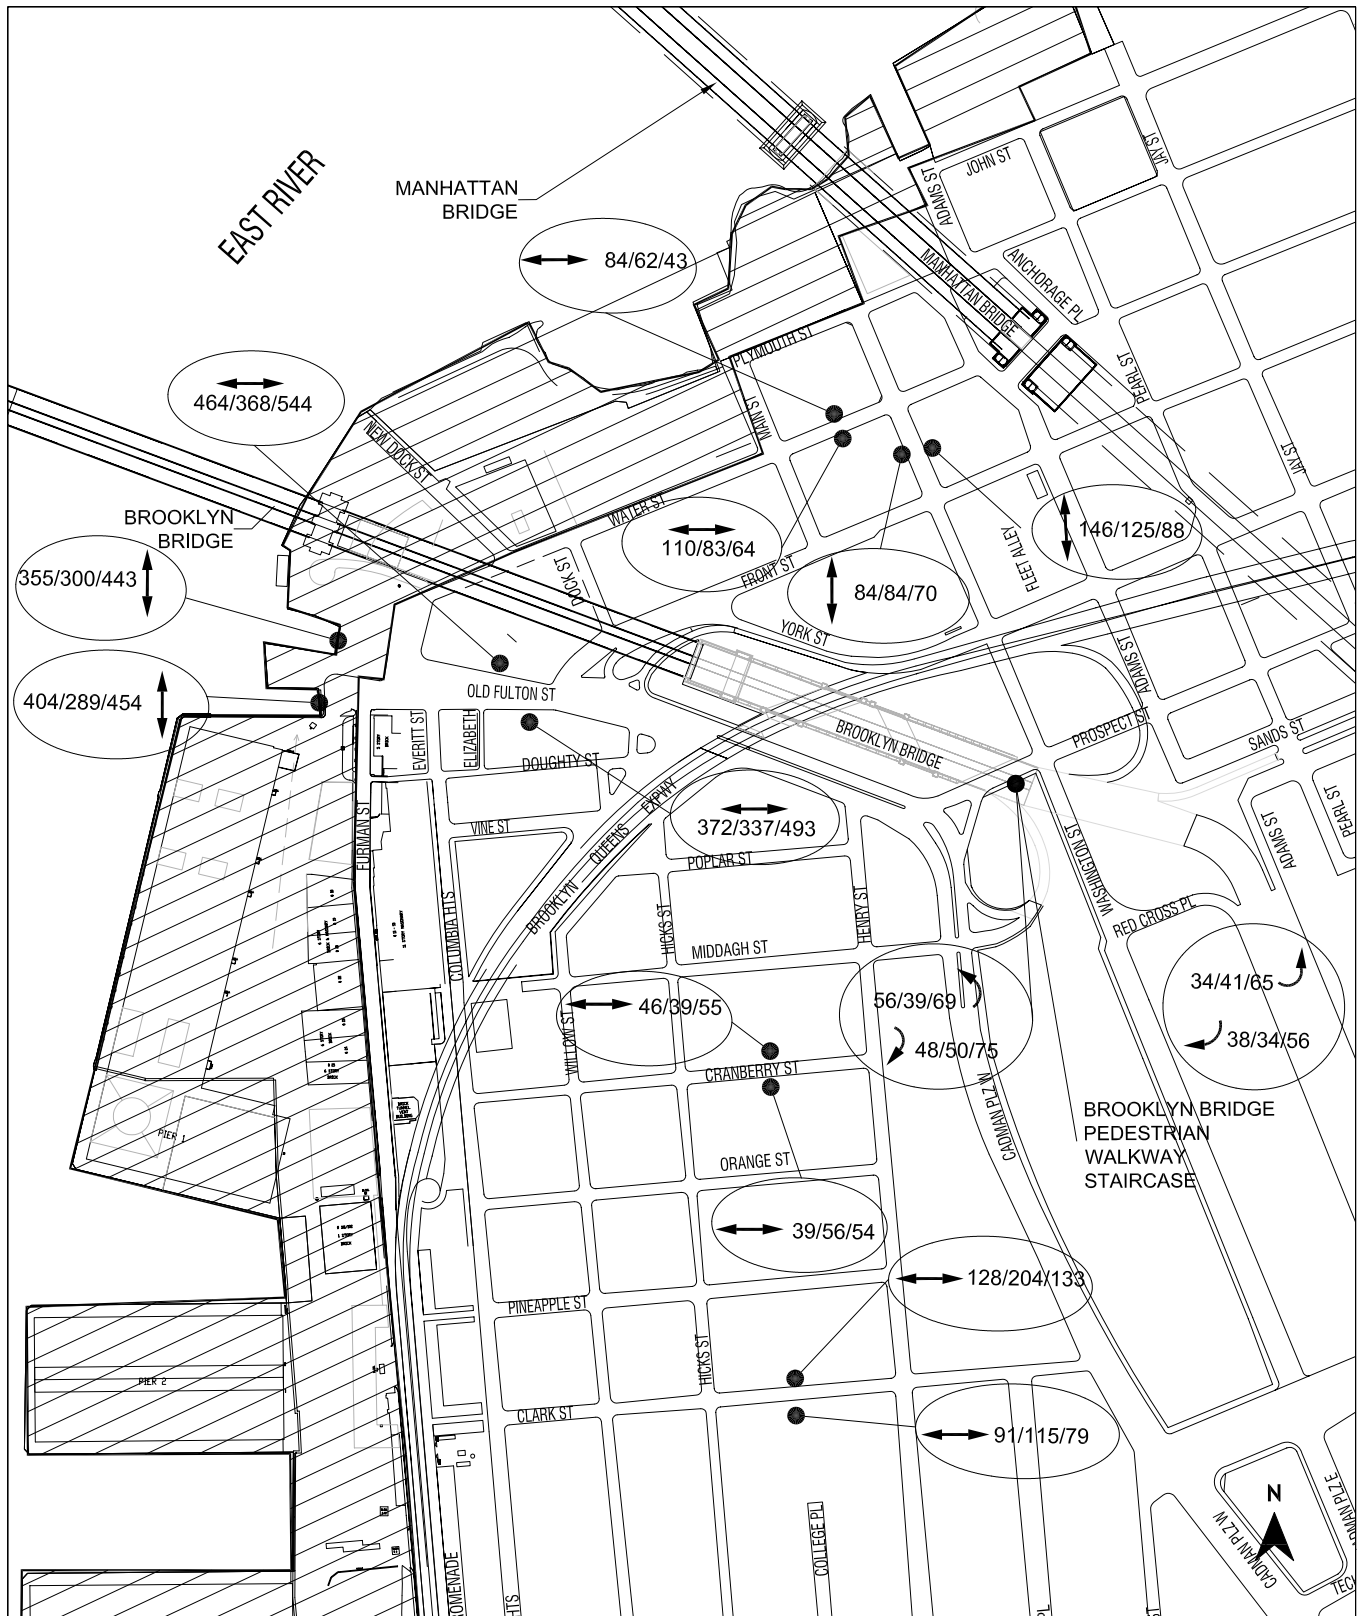 EAST RIVER
MANHATTAN
BRIDGE
84/62/43
JOHN ST
ADAMS ST
JAY ST
ANCHORAGE PL
MANHATTAN BRIDGE
PLYMOUTH ST
PEARL ST
464/368/544
MAIN ST
NEW DOCK ST
JAY ST
BROOKLYN
BRIDGE
WATER ST
110/83/64
146/125/88
FLEET ALLEY
355/300/443
DOCK ST
FRONT ST
84/84/70
YORK ST
ADAMS ST
404/289/454
OLD FULTON ST
EVERITT ST
ELIZABETH
BROOKLYN BRIDGE
PROSPECT ST
SANDS ST
DOUGHTY ST
372/337/493
PEARL ST
ADAMS ST
FURMAN ST
VINE ST
BROOKLYN QUEENS EXPWY
POPLAR ST
WASHINGTON ST
HENRY ST
HICKS ST
COLUMBIA HTS
MIDDAGH ST
RED CROSS PL
34/41/65
38/34/56
56/39/69
48/50/75
46/39/55
WILLOW ST
CRANBERRY ST
CADMAN PLZ W
BROOKLYN BRIDGE
PEDESTRIAN
WALKWAY
STAIRCASE
PIER 1
ORANGE ST
39/56/54
128/204/133
PINEAPPLE ST
HICKS ST
PIER 2
CLARK ST
91/115/79
COLLEGE PL
N
CADMAN PLZ W